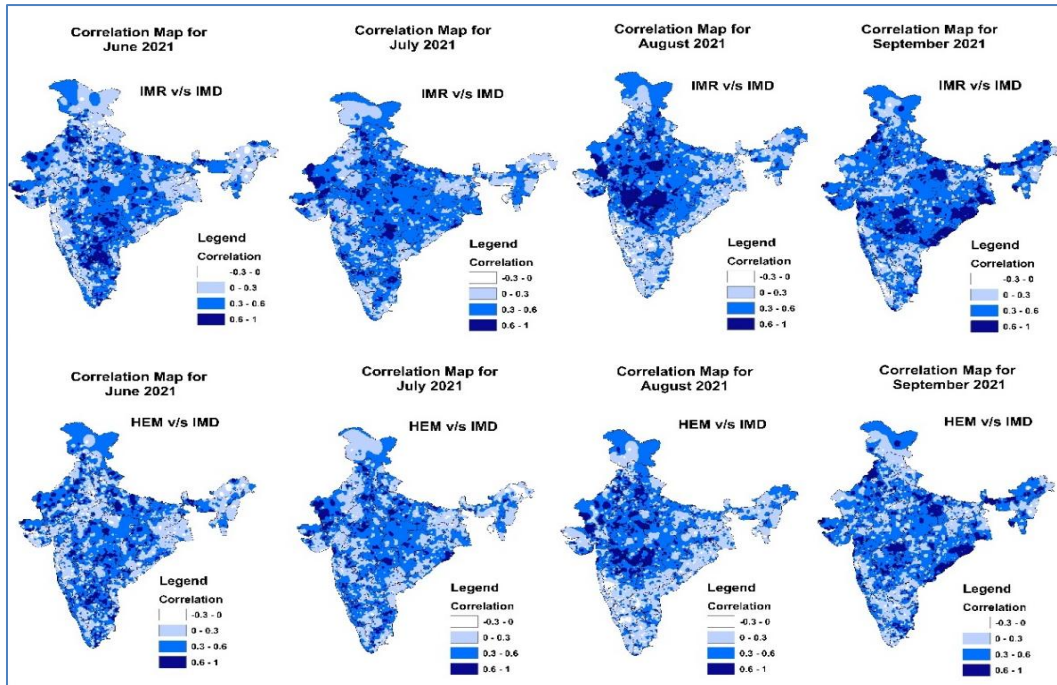 Correlation Map for
June 2021
IMR v/s IMD
Legend
Correlation
-0.3 - 0
0 - 0.3
0.3 - 0.6
0.6 - 1
Correlation Map for
July 2021
IMR v/s IMD
Legend
Correlation
-0.3 - 0
0 - 0.3
0.3 - 0.6
0.6 - 1
Correlation Map for
August 2021
IMR v/s IMD
Legend
Correlation
-0.3 - 0
0 - 0.3
0.3 - 0.6
0.6 - 1
Correlation Map for
September 2021
IMR v/s IMD
Legend
Correlation
-0.3 - 0
0 - 0.3
0.3 - 0.6
0.6 - 1
Correlation Map for
June 2021
HEM v/s IMD
Legend
Correlation
-0.3 - 0
0 - 0.3
0.3 - 0.6
0.6 - 1
Correlation Map for
July 2021
HEM v/s IMD
Legend
Correlation
-0.3 - 0
0 - 0.3
0.3 - 0.6
0.6 - 1
Correlation Map for
August 2021
HEM v/s IMD
Legend
Correlation
-0.3 - 0
0 - 0.3
0.3 - 0.6
0.6 - 1
Correlation Map for
September 2021
HEM v/s IMD
Legend
Correlation
-0.3 - 0
0 - 0.3
0.3 - 0.6
0.6 - 1